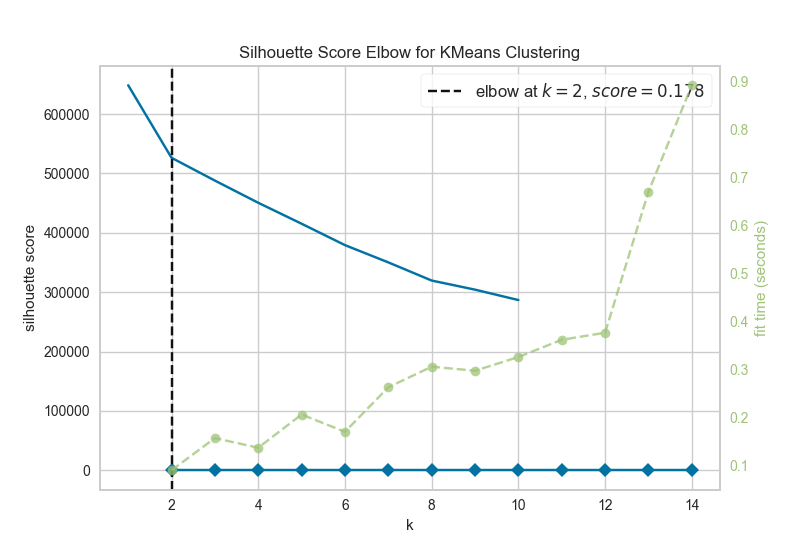 Silhouette Score Elbow for KMeans Clustering
elbow at k = 2, score = 0.178
silhouette score
600000
500000
400000
300000
200000
100000
0
2 4 6 8 10 12 14
k
0.9
0.8
0.7
0.6
0.5
0.4
0.3
0.2
0.1
fit time (seconds)